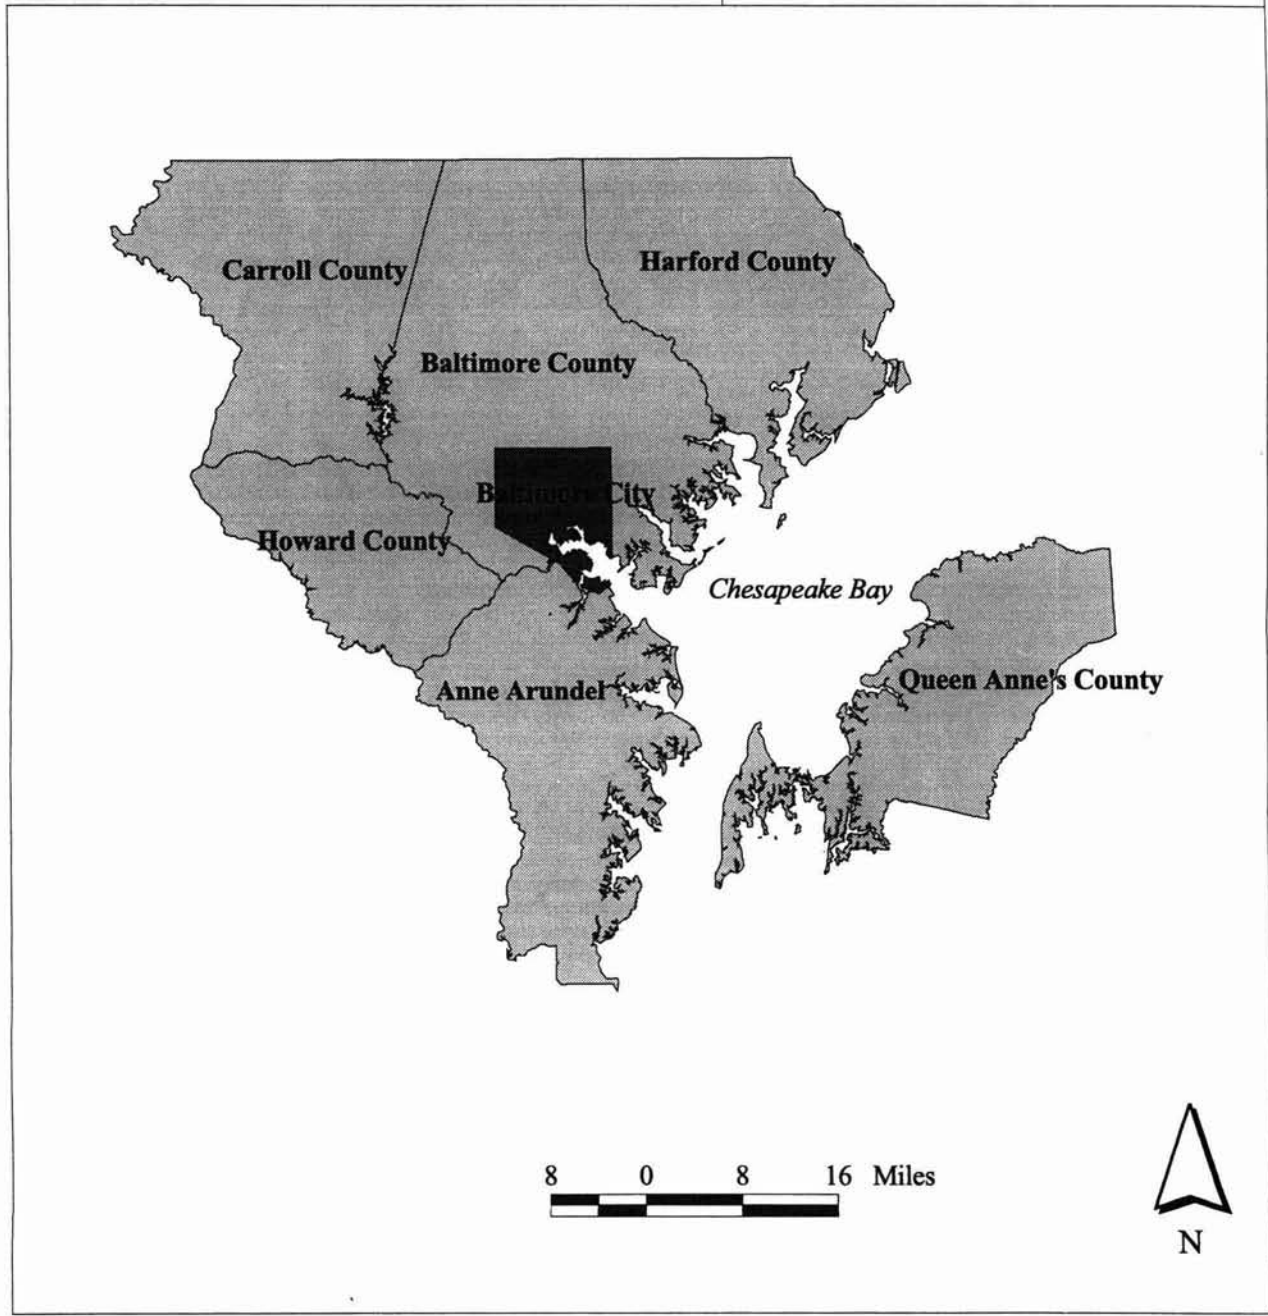 Harford County
Carroll County
Baltimore County
Baltimore City
Howard County
Chesapeake Bay
Queen Anne's County
Anne Arundel
8 0 8 16 Miles
N